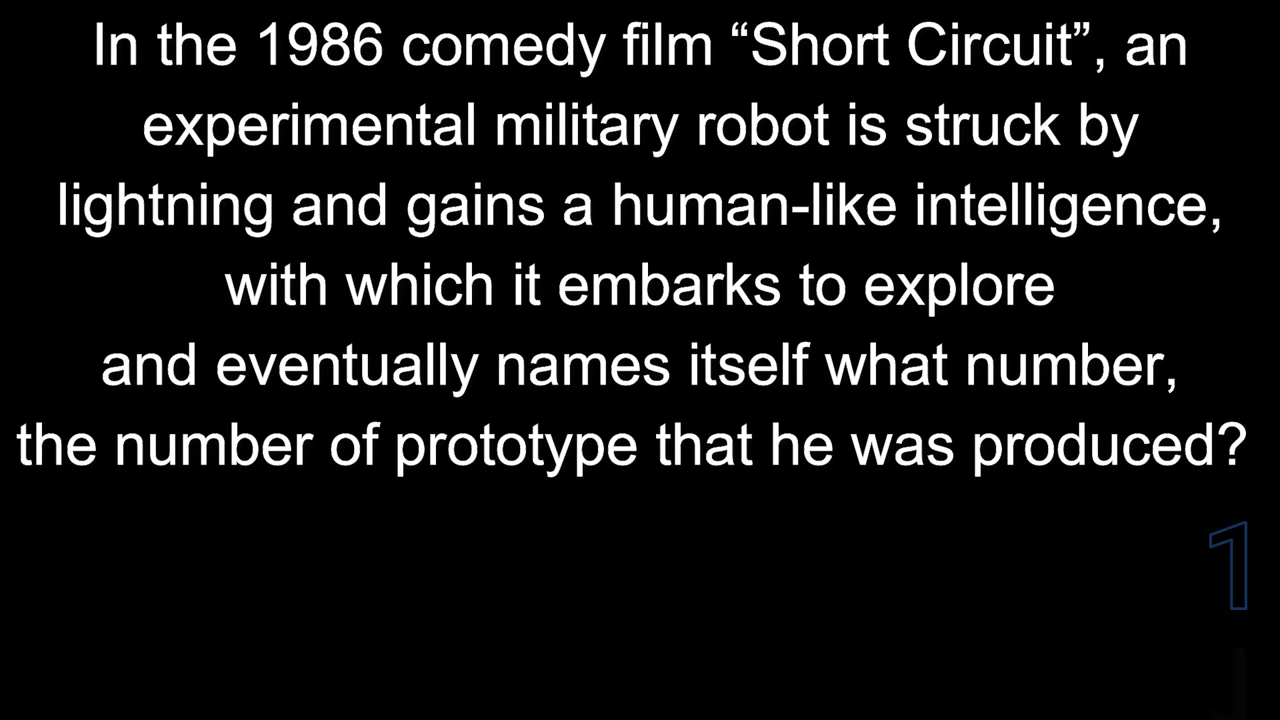 In the 1986 comedy film “Short Circuit”, an
experimental military robot is struck by
lightning and gains a human-like intelligence,
with which it embarks to explore
and eventually names itself what number,
the number of prototype that he was produced?
1